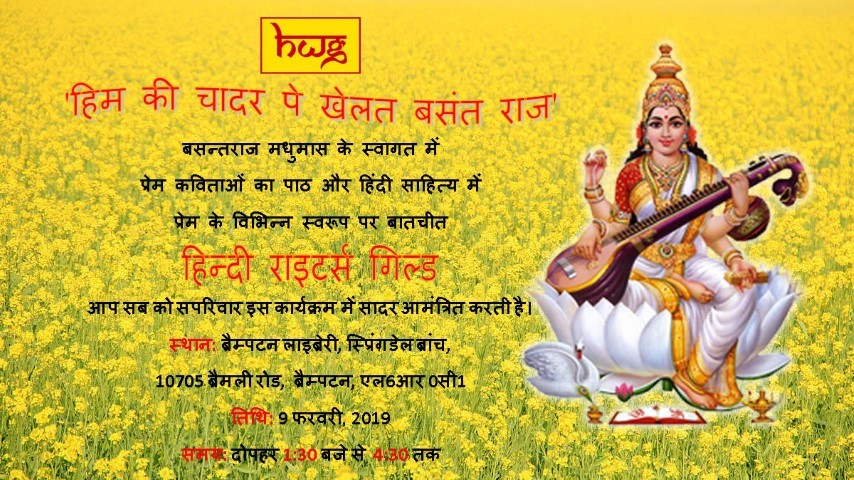 hwg
'हिम की चादर पे खेलत बसंत राज'
बसन्तराज मधुमास के स्वागत में
प्रेम कविताओं का पाठ और हिंदी साहित्य में
प्रेम के विभिन्न स्वरूप पर बातचीत
हिन्दी राइटर्स गिल्ड
आप सब को सपरिवार इस कार्यक्रम में सादर आमंत्रित करती है।
स्थान: ब्रैम्पटन लाइब्रेरी, स्प्रिंगडेल ब्रांच,
10705 ब्रैमली रोड, ब्रैम्पटन, एल6आर 0सी1
तिथि: 9 फरवरी, 2019
समय: दोपहर 1:30 बजे से 4:30 तक